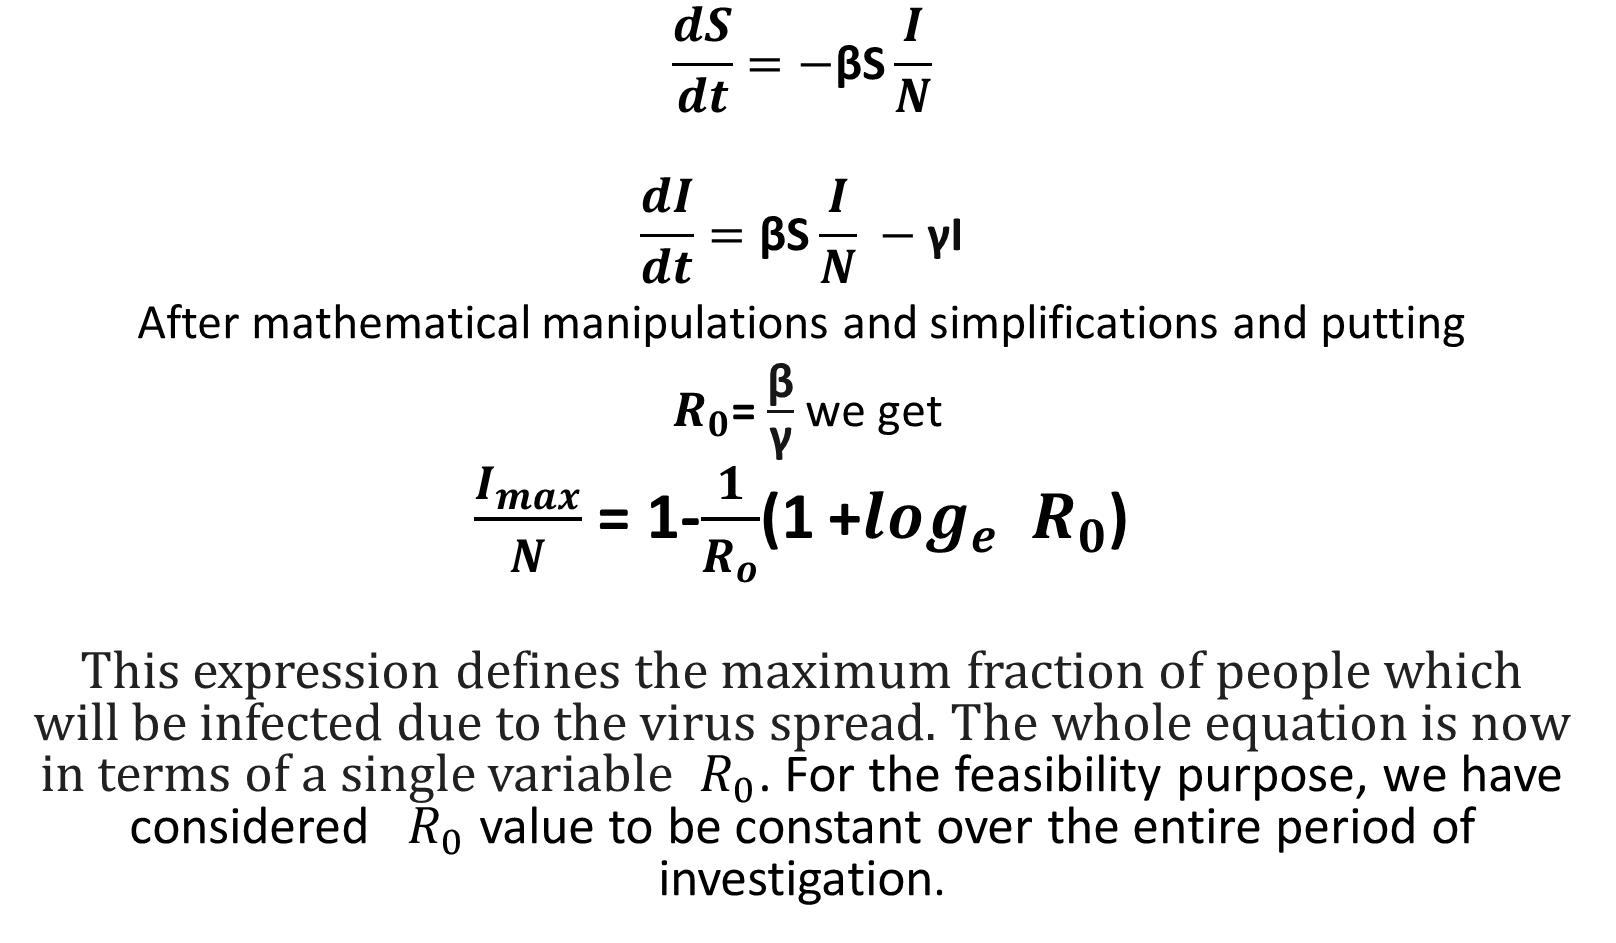 dS/dt = −βS I/N
dI/dt = βS I/N − γI
After mathematical manipulations and simplifications and putting
R₀= β/γ we get
Iₘₐₓ/N = 1-1/Rₒ(1 +logₑ R₀)
This expression defines the maximum fraction of people which
will be infected due to the virus spread. The whole equation is now
in terms of a single variable R₀. For the feasibility purpose, we have
considered R₀ value to be constant over the entire period of
investigation.